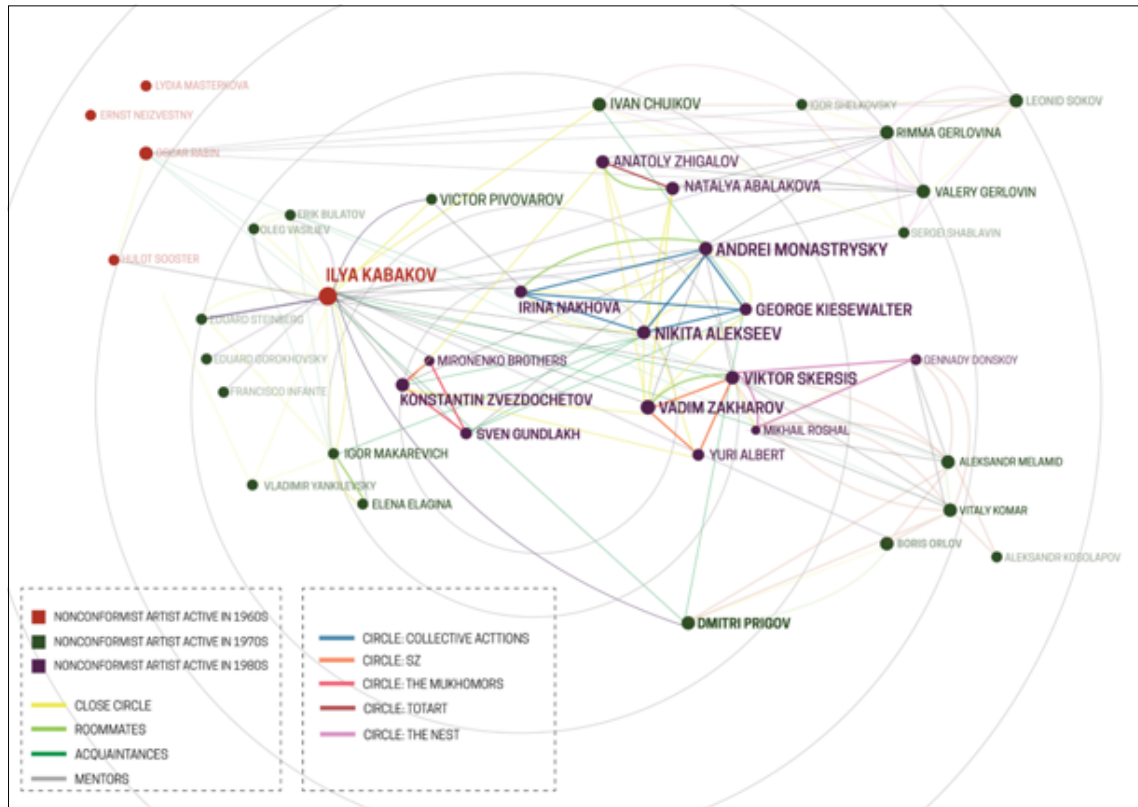 LYDIA MASTERKOVA
ERNST NEIZVESTNY
OSCAR RABIN
IVAN CHUIKOV
IGOR SHELKOVSKY
LEONID SOKOV
RIMMA GERLOVINA
ANATOLY ZHIGALOV
NATALYA ABALAKOVA
VALERY GERLOVIN
VICTOR PIVOVAROV
ERIK BULATOV
OLEG VASILIEV
SERGEI SHABLAVIN
HULOT SOOSTER
ANDREI MONASTRYSKY
ILYA KABAKOV
IRINA NAKHOVA
GEORGE KIESEWALTER
EDUARD STEINBERG
NIKITA ALEKSEEV
EDUARD GOROKHOVSKY
MIRONENKO BROTHERS
GENNADY DONSKOY
VIKTOR SKERSIS
FRANCISCO INFANTE
KONSTANTIN ZVEZDOCHETOV
VADIM ZAKHAROV
SVEN GUNDLAKH
MIKHAIL ROSHAL
IGOR MAKAREVICH
YURI ALBERT
ALEKSANDR MELAMID
VLADIMIR YANKILEVSKY
ELENA ELAGINA
VITALY KOMAR
BORIS ORLOV
ALEKSANDR KOSOLAPOV
DMITRI PRIGOV
NONCONFORMIST ARTIST ACTIVE IN 1960S
NONCONFORMIST ARTIST ACTIVE IN 1970S
NONCONFORMIST ARTIST ACTIVE IN 1980S
CLOSE CIRCLE
ROOMMATES
ACQUAINTANCES
MENTORS
CIRCLE: COLLECTIVE ACTTIONS
CIRCLE: SZ
CIRCLE: THE MUKHOMORS
CIRCLE: TOTART
CIRCLE: THE NEST